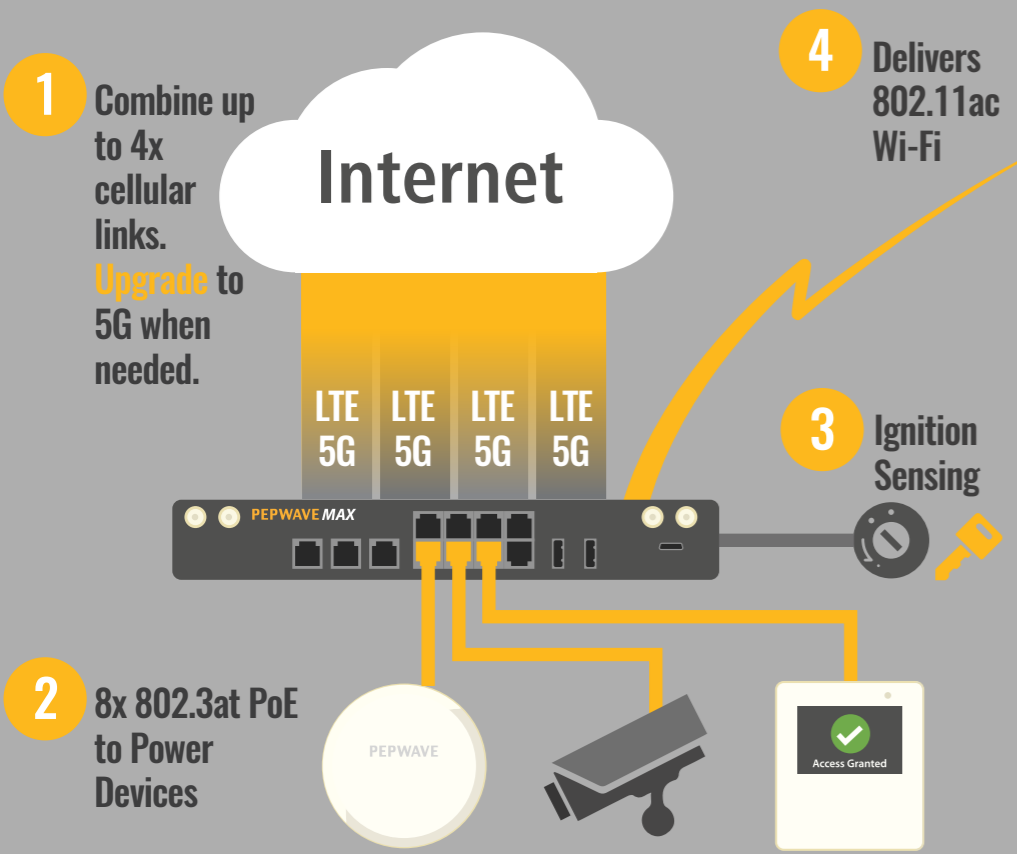 1
Combine up
to 4x
cellular
links.
Upgrade to
5G when
needed.
Internet
4
Delivers
802.11ac
Wi-Fi
LTE
5G
LTE
5G
LTE
5G
LTE
5G
3
Ignition
Sensing
PEPWAVE MAX
2
8x 802.3at PoE
to Power
Devices
PEPWAVE
Access Granted